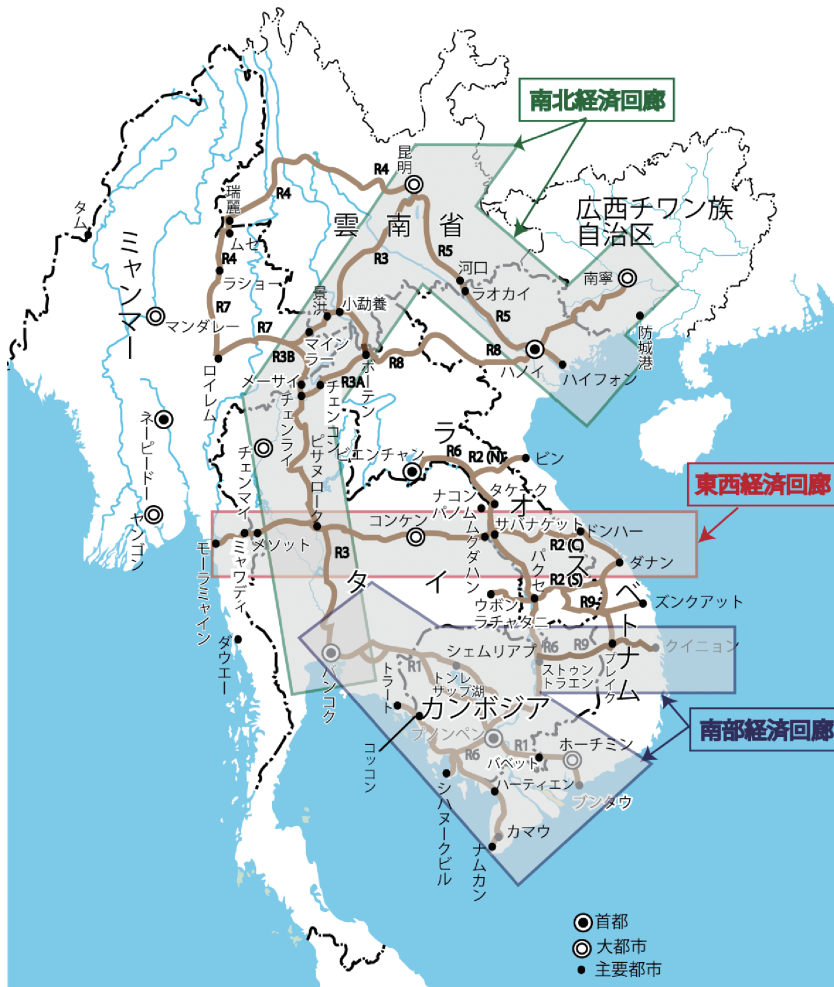 南北経済回廊
昆明
R4
R4
瑞麗
雲南省
広西チワン族
自治区
タム
ムセ
R4
R3
R5
河口
南寧
ラショー
ラオカイ
ミャンマー
R7
景洪
小勐養
R5
防城港
マンダレー
R7
マイン
ラー
R8
R8
R3B
ハノイ
ロイレム
メーサイ
R3A
ボーテン
ハイフォン
チェンコン
チェンライ
ネーピードー
チェンマイ
ピサヌローク
ビエンチャン
ラオス
R6
R2 (N)
ビン
タケーク
ナコン
パノム
東西経済回廊
ヤンゴン
コンケン
サバナゲット
ドンハー
メソット
ムクダハン
R3
R2 (C)
モーラミャイン
ミャワデイ
パクセ
ダナン
タイ
R2 (S)
ベトナム
ウボン
ラチャタニ
R9
ズンクアット
ダウエー
シェムリアプ
R6
R9
クイニョン
R1
バンコク
トンレ
サップ湖
ストゥン
トラエン
プレイク
トラート
カンボジア
南部経済回廊
プノンペン
R1
ホーチミン
コッコン
R6
バベット
ハーティエン
ブンタウ
シハヌークビル
カマウ
ナムカン
首都
大都市
主要都市